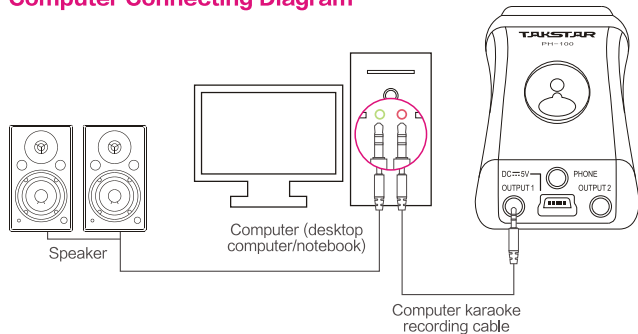 Computer Connecting Diagram
TAKSTAR
PH-100
DC⎓5V
PHONE
OUTPUT 1
OUTPUT 2
Computer (desktop
computer/notebook)
Speaker
Computer karaoke
recording cable